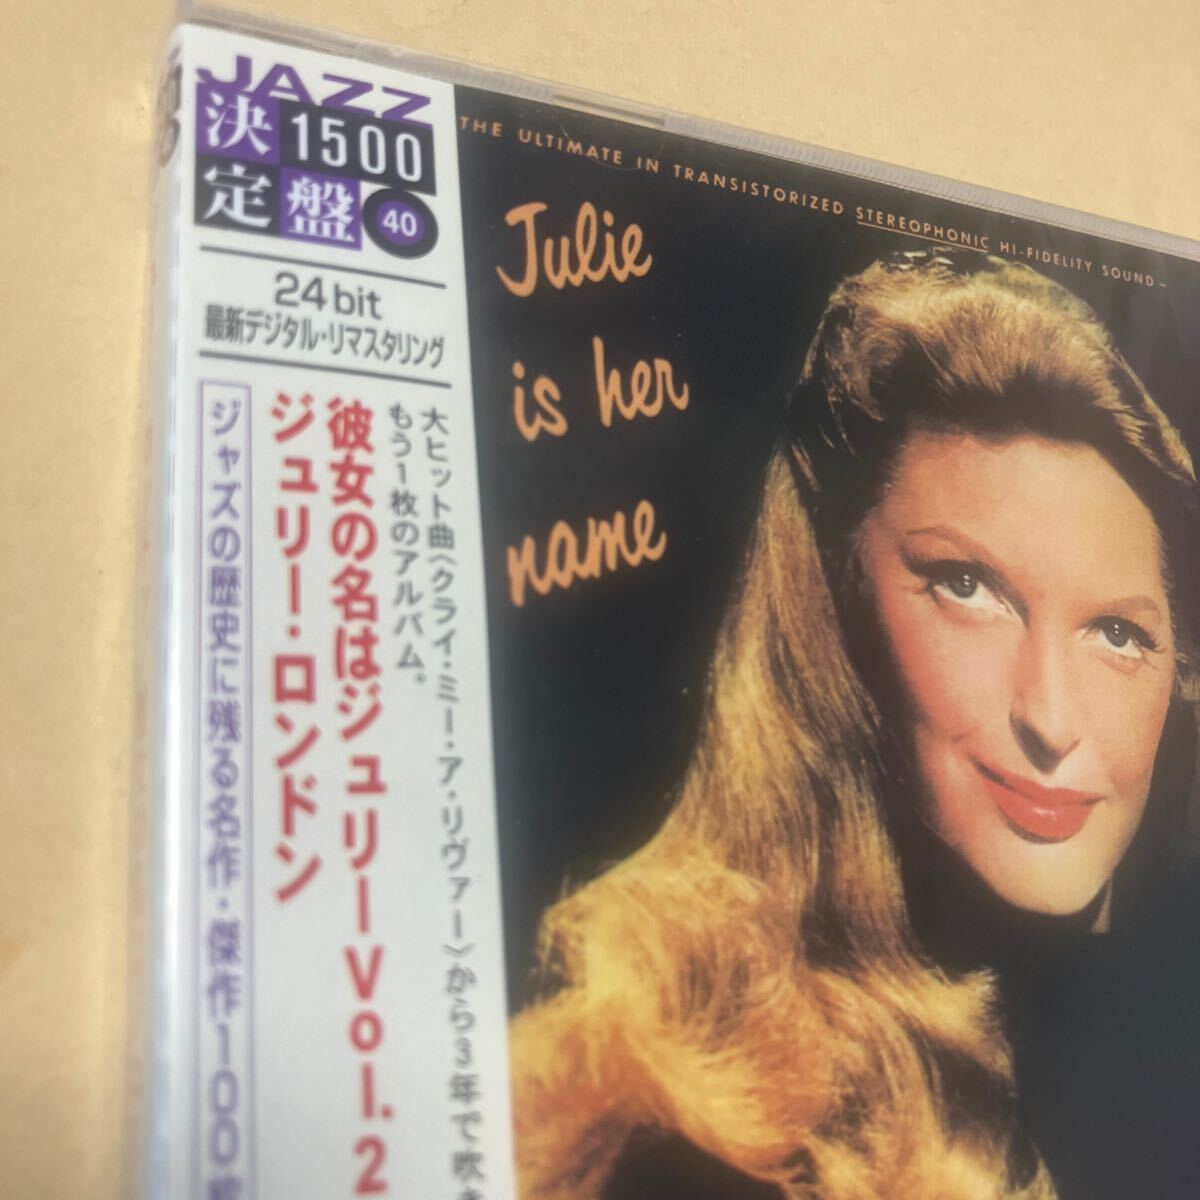 JAZZ
決定盤
1500
40
24bit
最新デジタル・リマスタリング
大ヒット曲〈クライ・ミー・ア・リヴァー〉から3年で吹き
もう1枚のアルバム。
彼女の名はジュリーVol.2
ジュリー・ロンドン
ジャズの歴史に残る名作・傑作100
THE ULTIMATE IN TRANSISTORIZED STEREOPHONIC HI-FIDELITY SOUND-
Julie
is her
name